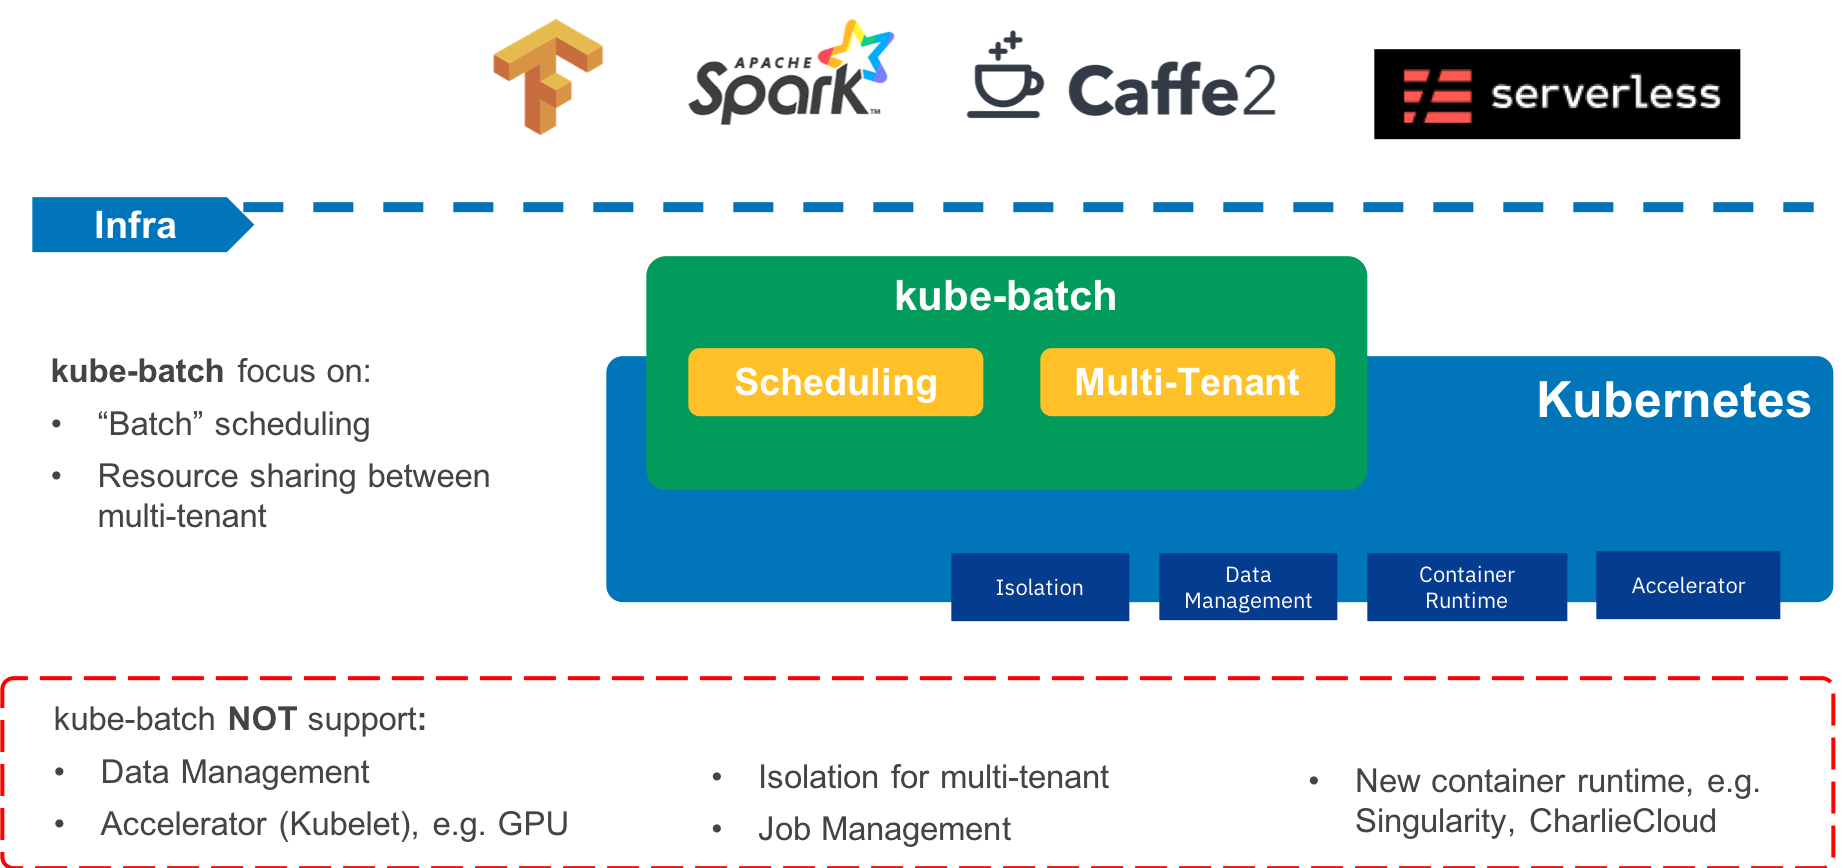 APACHE
Spark™
Caffe2
serverless
Infra
kube-batch
Scheduling
Multi-Tenant
Kubernetes
kube-batch focus on:
• “Batch” scheduling
• Resource sharing between
multi-tenant
Isolation
Data
Management
Container
Runtime
Accelerator
kube-batch NOT support:
• Data Management
• Accelerator (Kubelet), e.g. GPU
• Isolation for multi-tenant
• Job Management
• New container runtime, e.g.
Singularity, CharlieCloud